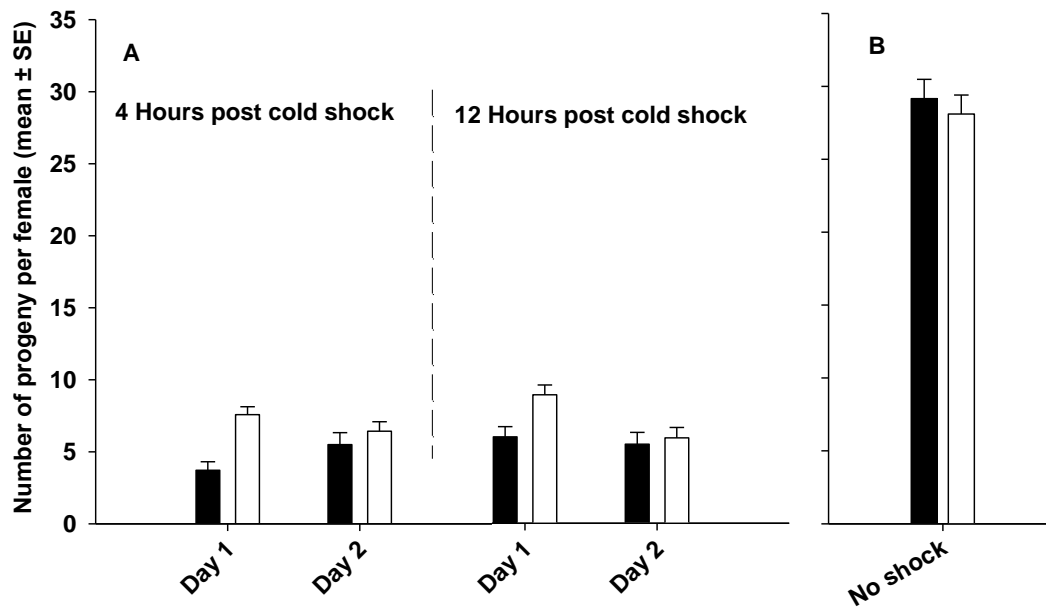 Number of progeny per female (mean ± SE)
35
30
25
20
15
10
5
0
A
4 Hours post cold shock
12 Hours post cold shock
Day 1
Day 2
Day 1
Day 2
B
No shock